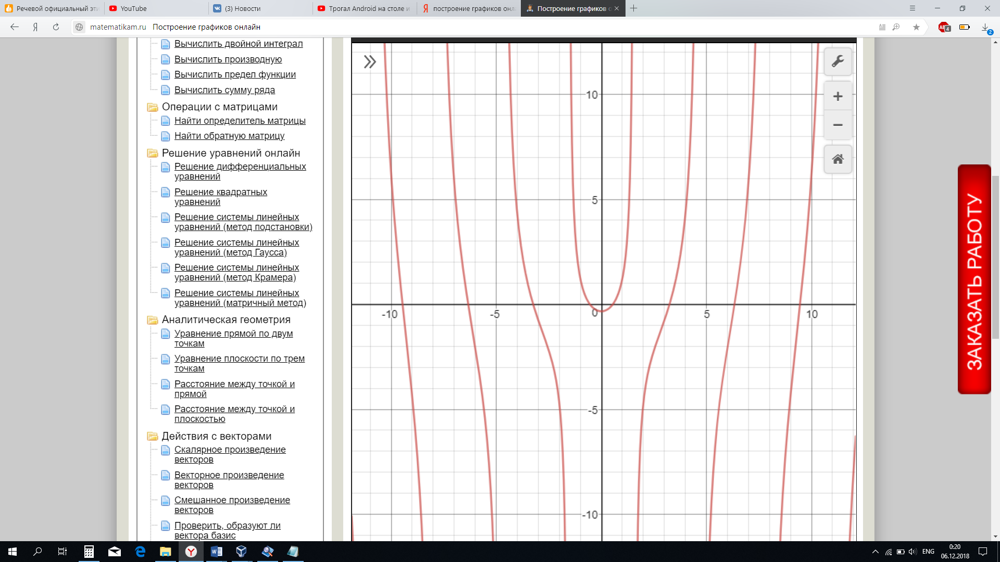 Речевой официальный эти
YouTube
(3) Новости
Трогал Android на столе и
построение графиков онл
Построение графиков о
matematikam.ru Построение графиков онлайн
4
2
Вычислить двойной интеграл
Вычислить производную
Вычислить предел функции
Вычислить сумму ряда
Операции с матрицами
Найти определитель матрицы
Найти обратную матрицу
Решение уравнений онлайн
Решение дифференциальных
уравнений
Решение квадратных
уравнений
Решение системы линейных
уравнений (метод подстановки)
Решение системы линейных
уравнений (метод Гаусса)
Решение системы линейных
уравнений (метод Крамера)
Решение системы линейных
уравнений (матричный метод)
Аналитическая геометрия
Уравнение прямой по двум
точкам
Уравнение плоскости по трем
точкам
Расстояние между точкой и
прямой
Расстояние между точкой и
плоскостью
Действия с векторами
Скалярное произведение
векторов
Векторное произведение
векторов
Смешанное произведение
векторов
Проверить, образуют ли
вектора базис
10
5
-10
-5
0
5
10
-5
-10
ЗАКАЗАТЬ РАБОТУ
ENG
0:20
06.12.2018